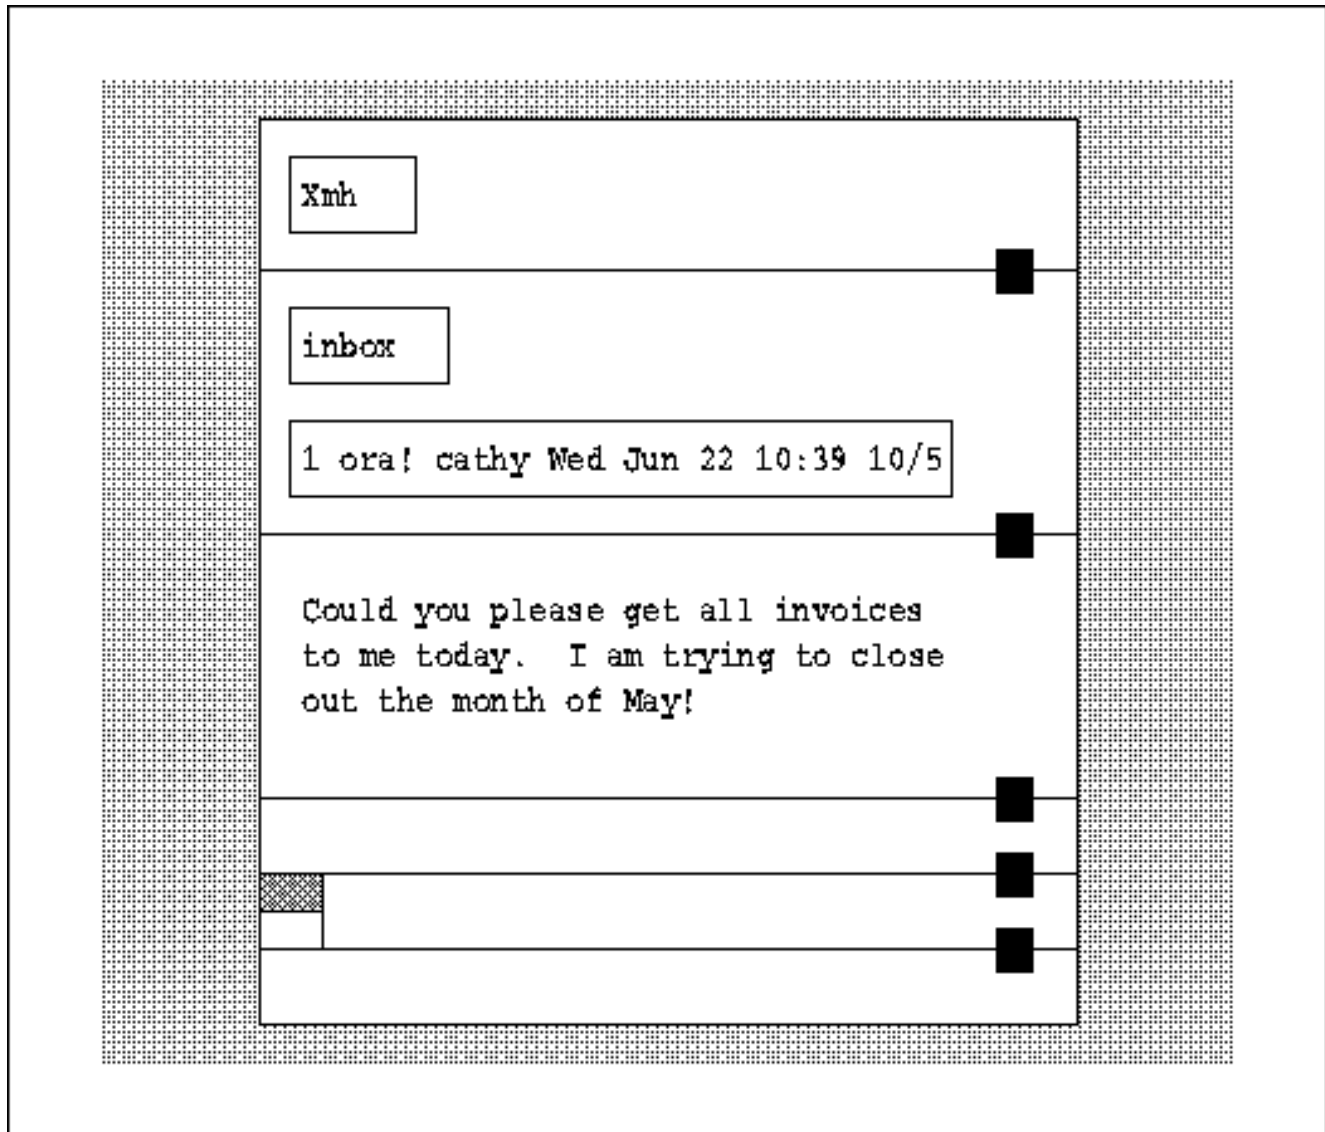 Xmh
inbox
1 ora! cathy Wed Jun 22 10:39 10/5
Could you please get all invoices
to me today.  I am trying to close
out the month of May!